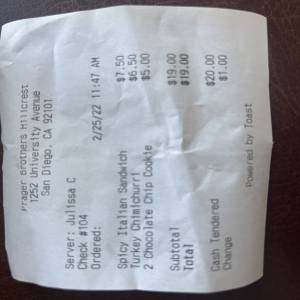 Prager Brothers Hillcrest
1252 University Avenue
San Diego, CA 92101
Server: Julissa C
Check #104
Ordered: 2/25/22 11:47 AM
Spicy Italian Sandwich $7.50
Turkey Chimichurri $6.50
2 Chocolate Chip Cookie $5.00
Subtotal $19.00
Total $19.00
Cash Tendered $20.00
Change $1.00
Powered by Toast